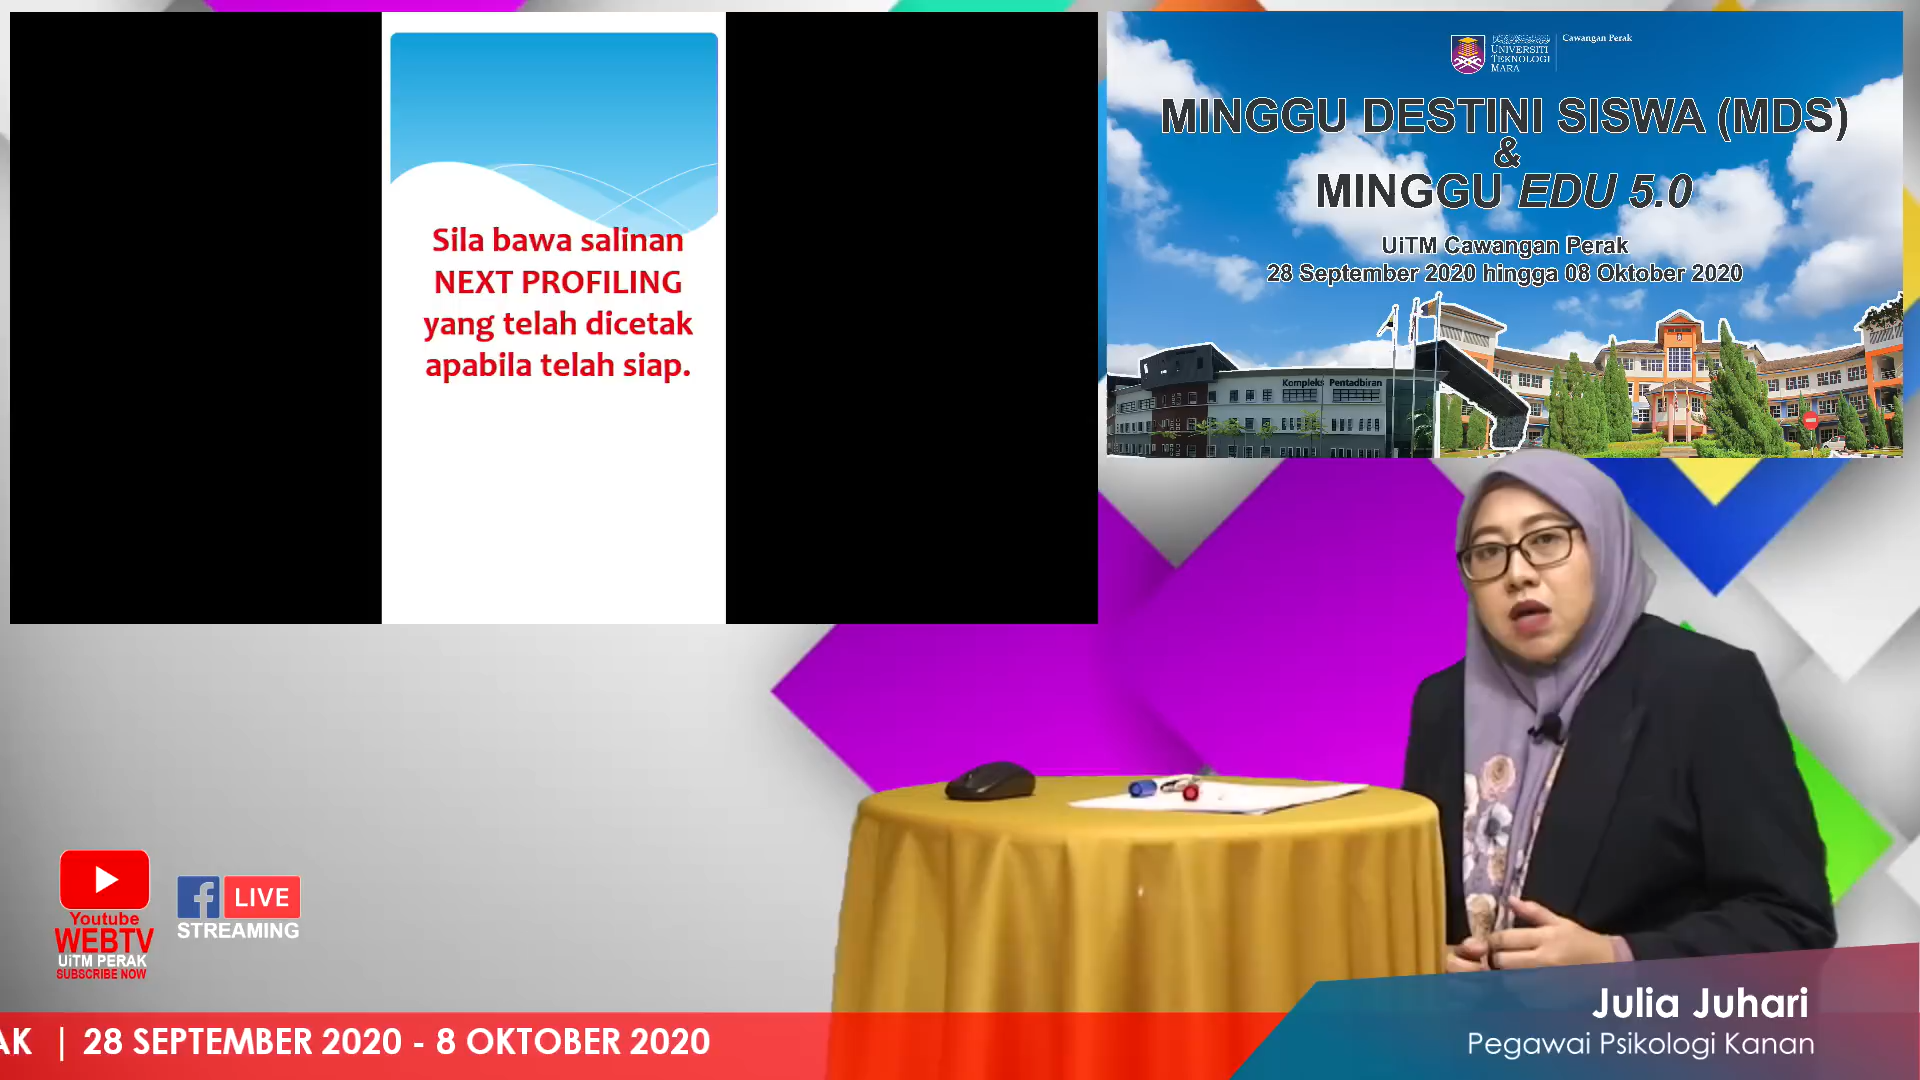 Sila bawa salinan
NEXT PROFILING
yang telah dicetak
apabila telah siap.
UNIVERSITI
TEKNOLOGI
MARA
Cawangan Perak
MINGGU DESTINI SISWA (MDS)
&
MINGGU EDU 5.0
UiTM Cawangan Perak
28 September 2020 hingga 08 Oktober 2020
Kompleks Pentadbiran
Youtube
WEBTV
UiTM PERAK
SUBSCRIBE NOW
LIVE
STREAMING
AK | 28 SEPTEMBER 2020 - 8 OKTOBER 2020
Julia Juhari
Pegawai Psikologi Kanan